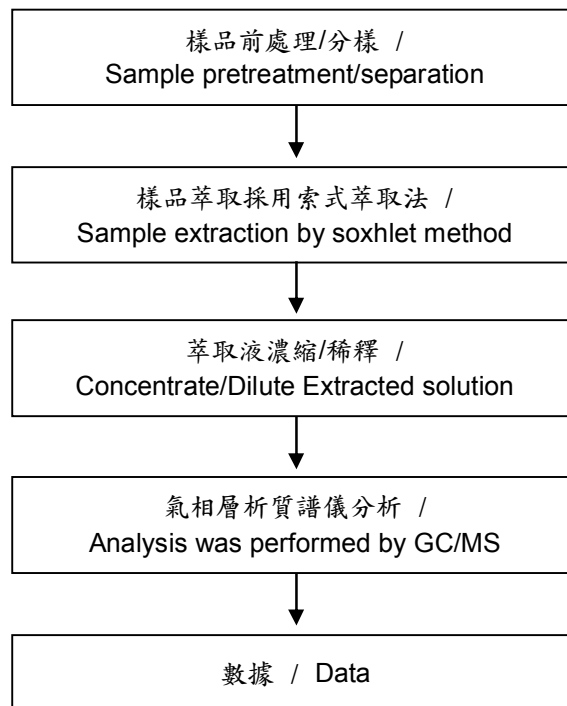 樣品前處理/分樣 /
Sample pretreatment/separation
樣品萃取採用索式萃取法 /
Sample extraction by soxhlet method
萃取液濃縮/稀釋 /
Concentrate/Dilute Extracted solution
氣相層析質譜儀分析 /
Analysis was performed by GC/MS
數據 / Data